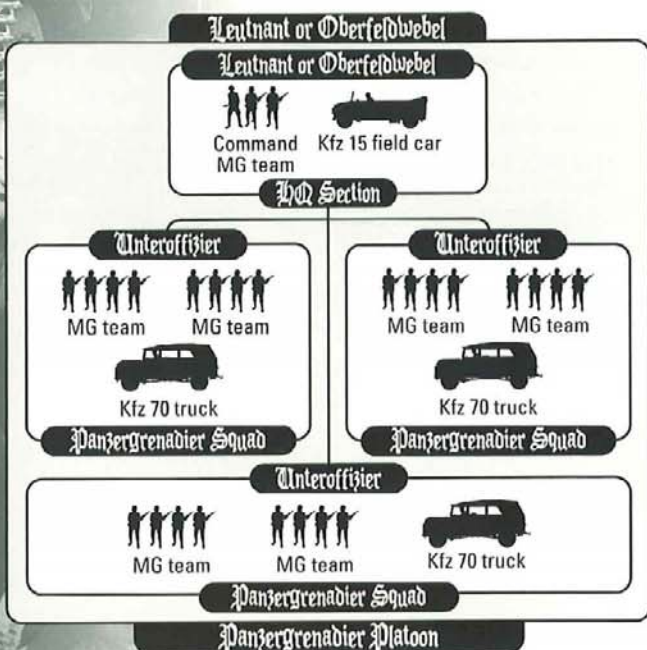 Leutnant or Oberfeldwebel
Leutnant or Oberfeldwebel
Command
MG team
Kfz 15 field car
HQ Section
Unteroffizier
Unteroffizier
MG team
MG team
MG team
MG team
Kfz 70 truck
Kfz 70 truck
Panzergrenadier Squad
Panzergrenadier Squad
Unteroffizier
MG team
MG team
Kfz 70 truck
Panzergrenadier Squad
Panzergrenadier Platoon